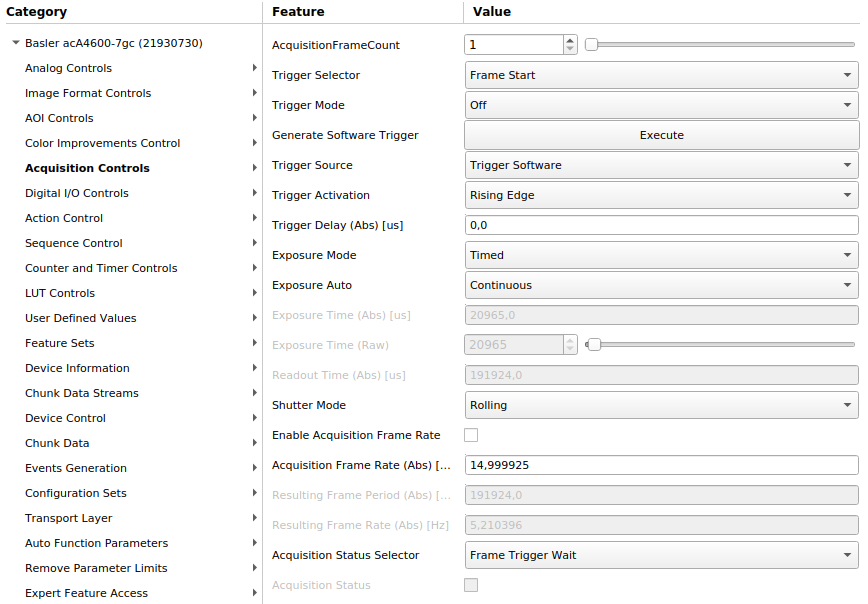 Category
Feature
Value
Basler acA4600-7gc (21930730)
Analog Controls
Image Format Controls
AOI Controls
Color Improvements Control
Acquisition Controls
Digital I/O Controls
Action Control
Sequence Control
Counter and Timer Controls
LUT Controls
User Defined Values
Feature Sets
Device Information
Chunk Data Streams
Device Control
Chunk Data
Events Generation
Configuration Sets
Transport Layer
Auto Function Parameters
Remove Parameter Limits
Expert Feature Access
AcquisitionFrameCount 1
Trigger Selector Frame Start
Trigger Mode Off
Generate Software Trigger Execute
Trigger Source Trigger Software
Trigger Activation Rising Edge
Trigger Delay (Abs) [us] 0,0
Exposure Mode Timed
Exposure Auto Continuous
Exposure Time (Abs) [us] 20965,0
Exposure Time (Raw) 20965
Readout Time (Abs) [us] 191924,0
Shutter Mode Rolling
Enable Acquisition Frame Rate
Acquisition Frame Rate (Abs) [... 14,999925
Resulting Frame Period (Abs) [... 191924,0
Resulting Frame Rate (Abs) [Hz] 5,210396
Acquisition Status Selector Frame Trigger Wait
Acquisition Status